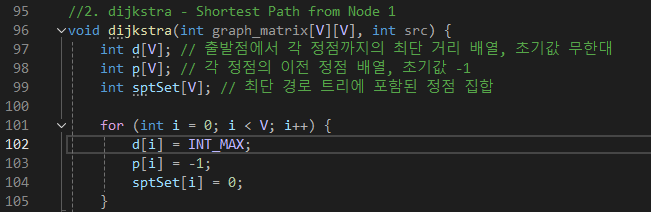 95 //2. dijkstra - Shortest Path from Node 1
96 void dijkstra(int graph_matrix[V][V], int src) {
97 int d[V]; // 출발점에서 각 정점까지의 최단 거리 배열, 초기값 무한대
98 int p[V]; // 각 정점의 이전 정점 배열, 초기값 -1
99 int sptSet[V]; // 최단 경로 트리에 포함된 정점 집합
100
101 for (int i = 0; i < V; i++) {
102 d[i] = INT_MAX;
103 p[i] = -1;
104 sptSet[i] = 0;
105 }